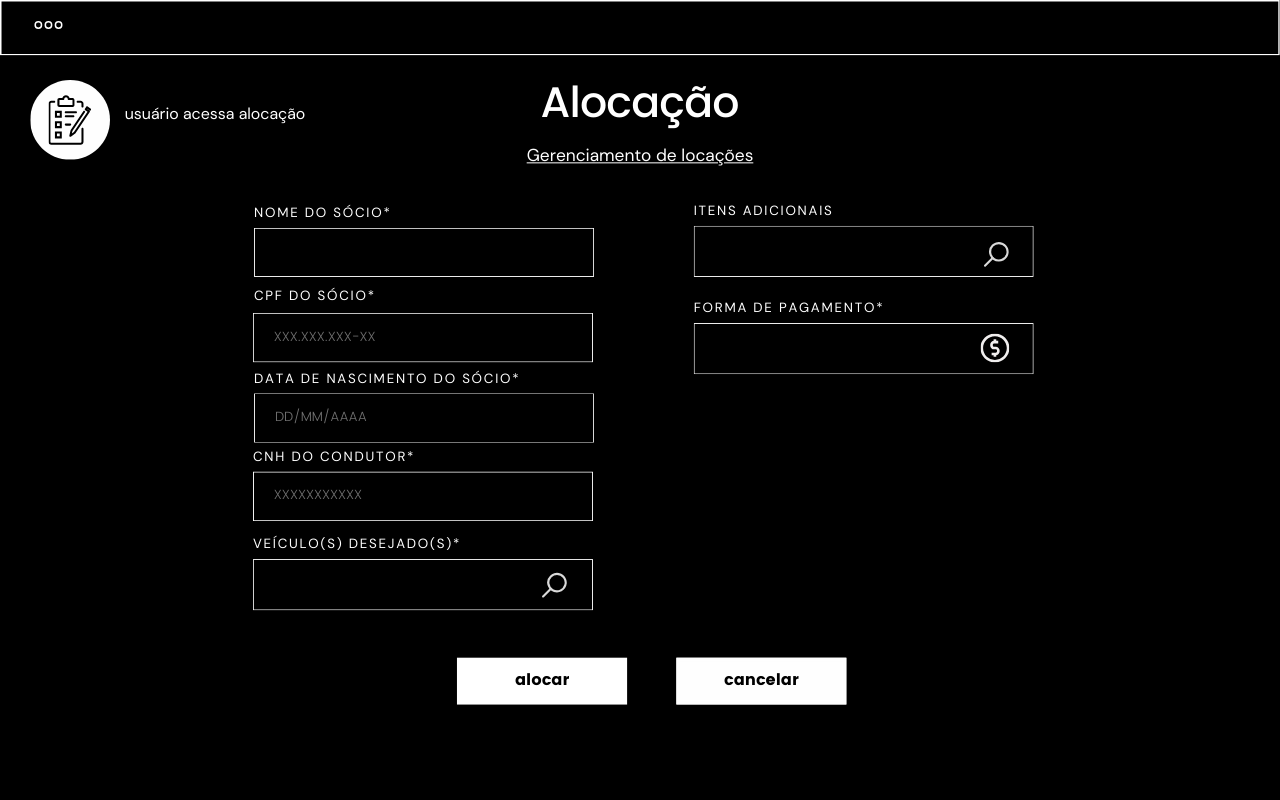 usuário acessa alocação
Alocação
Gerenciamento de locações
NOME DO SÓCIO*
CPF DO SÓCIO*
XXX.XXX.XXX-XX
DATA DE NASCIMENTO DO SÓCIO*
DD/MM/AAAA
CNH DO CONDUTOR*
XXXXXXXXXXX
VEÍCULO(S) DESEJADO(S)*
ITENS ADICIONAIS
FORMA DE PAGAMENTO*
$
alocar
cancelar